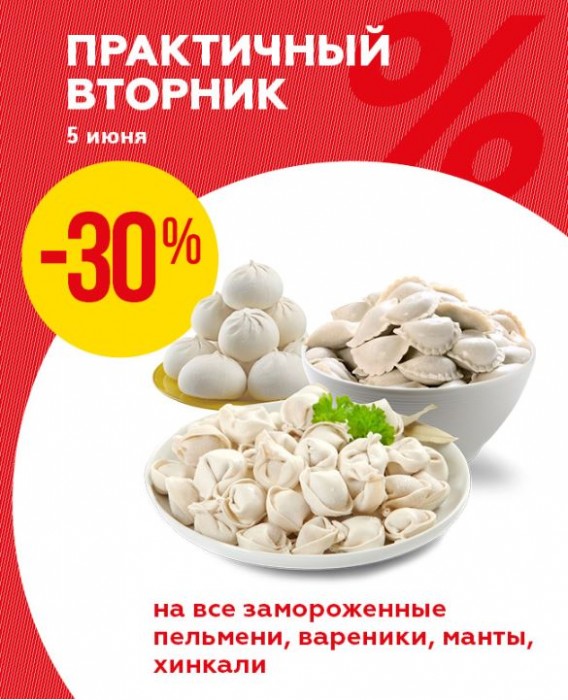 ПРАКТИЧНЫЙ
ВТОРНИК
5 июня
-30%
на все замороженные
пельмени, вареники, манты,
хинкали